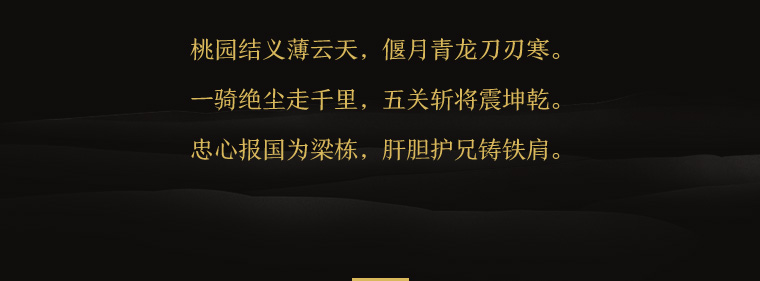 桃园结义薄云天，偃月青龙刀刃寒。
一骑绝尘走千里，五关斩将震坤乾。
忠心报国为梁栋，肝胆护兄铸铁肩。